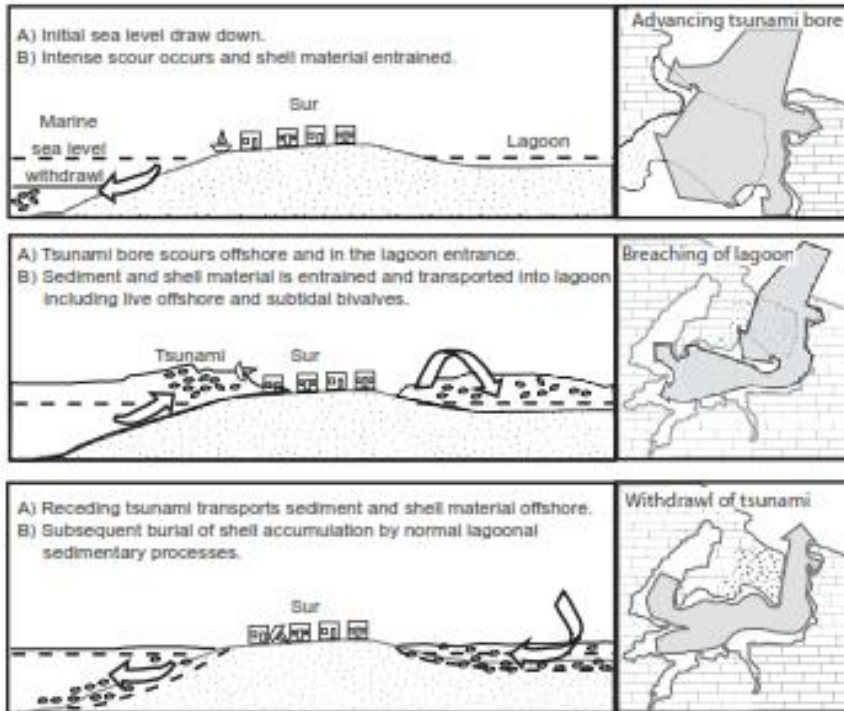 A) Initial sea level draw down.
B) Intense scour occurs and shell material entrained.
Sur
Marine
sea level
withdrawl
Lagoon
Advancing tsunami bore
A) Tsunami bore scours offshore and in the lagoon entrance.
B) Sediment and shell material is entrained and transported into lagoon
including live offshore and subtidal bivalves.
Tsunami
Sur
Breaching of lagoon
A) Receding tsunami transports sediment and shell material offshore.
B) Subsequent burial of shell accumulation by normal lagoonal
sedimentary processes.
Sur
Withdrawl of tsunami